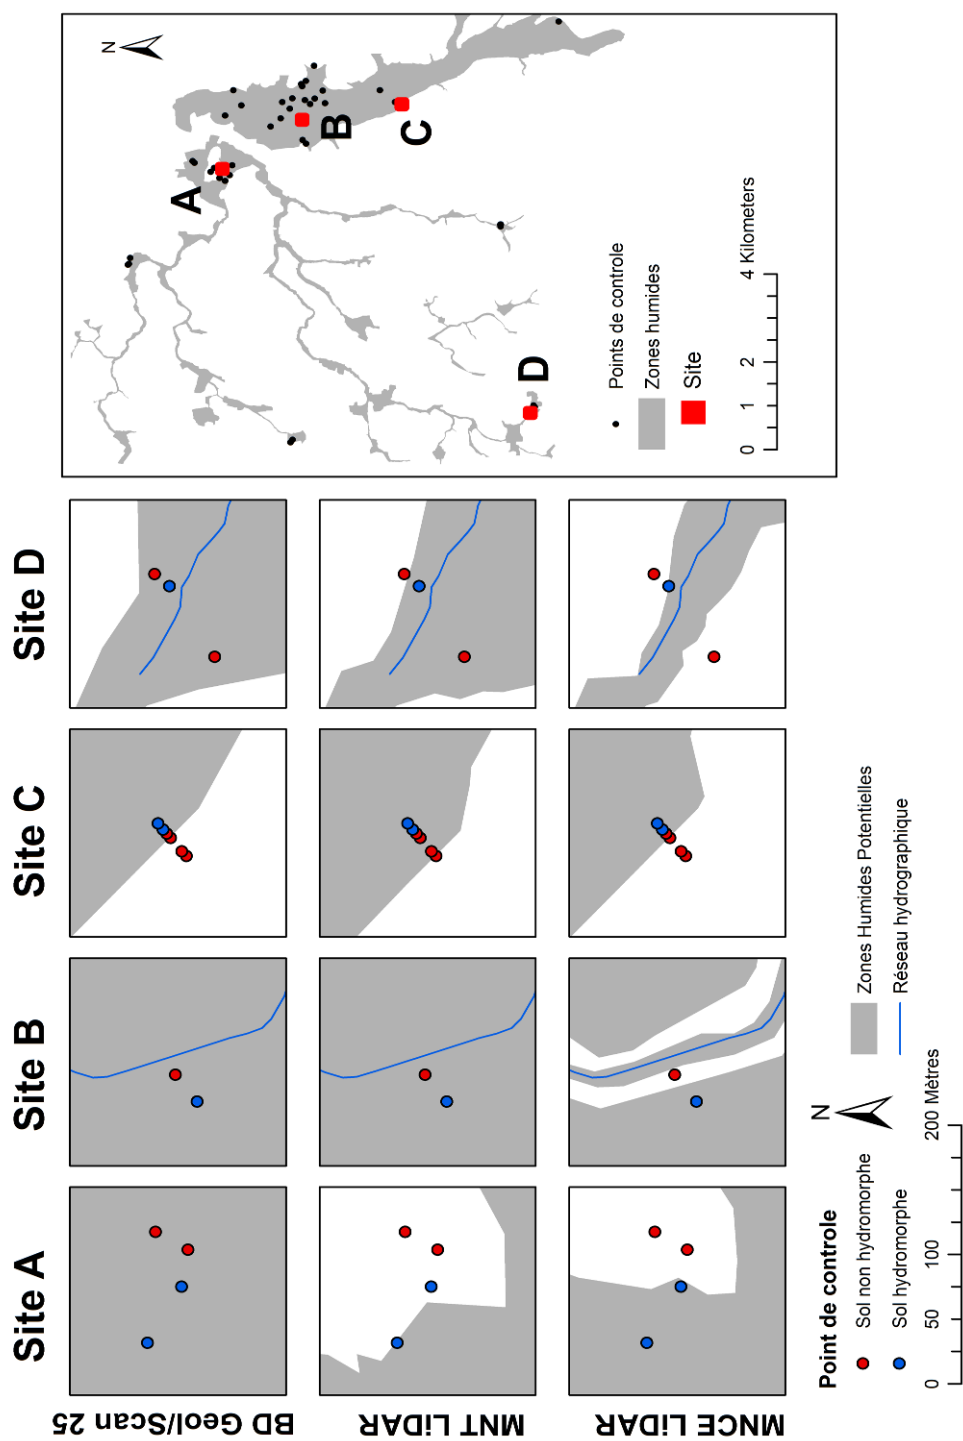 Site A
Site B
Site C
Site D
BD Geol/Scan 25
MNT LiDAR
MNCE LiDAR
N
A
B
C
D
Points de controle
Zones humides
Site
0 1 2 4 Kilometers
Point de controle
Sol non hydromorphe
Sol hydromorphe
Zones Humides Potentielles
Réseau hydrographique
N
0 50 100 200 Mètres